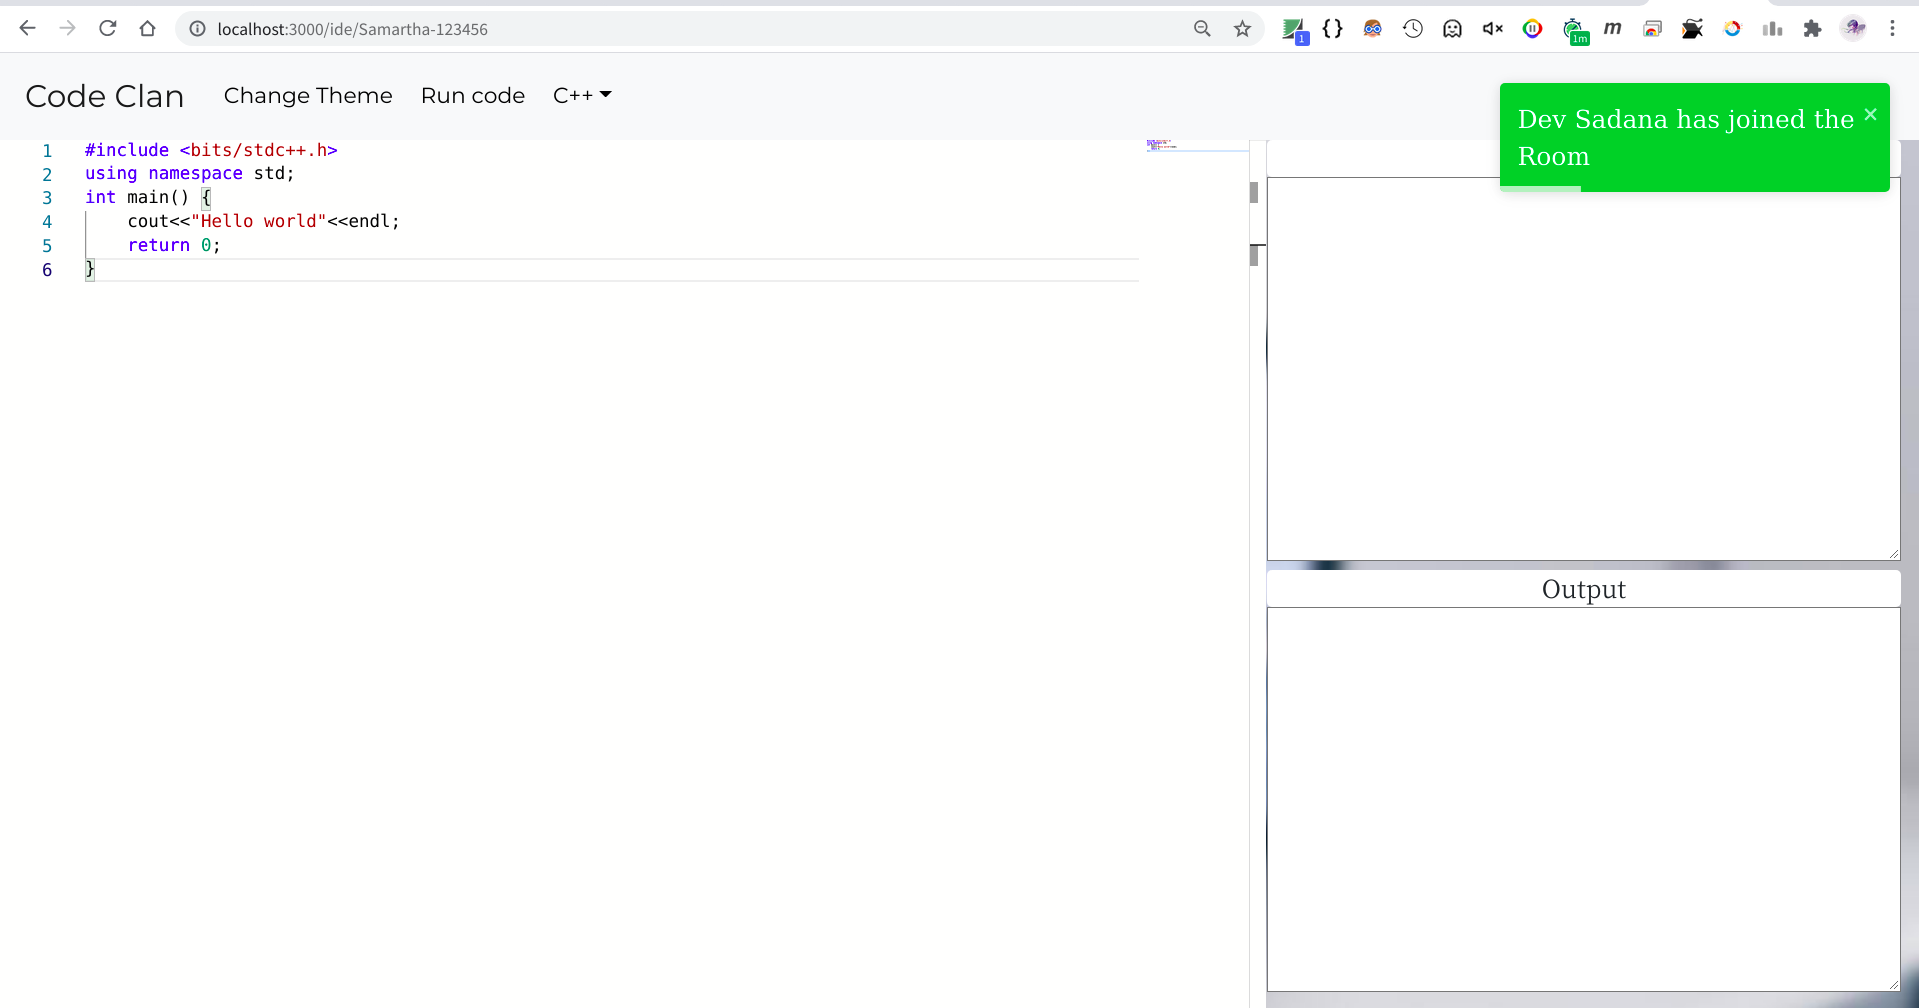 localhost:3000/ide/Samartha-123456
1
1m
m
Code Clan
Change Theme
Run code
C++
Dev Sadana has joined the
Room
1 #include <bits/stdc++.h>
2 using namespace std;
3 int main() {
4     cout<<"Hello world"<<endl;
5     return 0;
6 }
Output